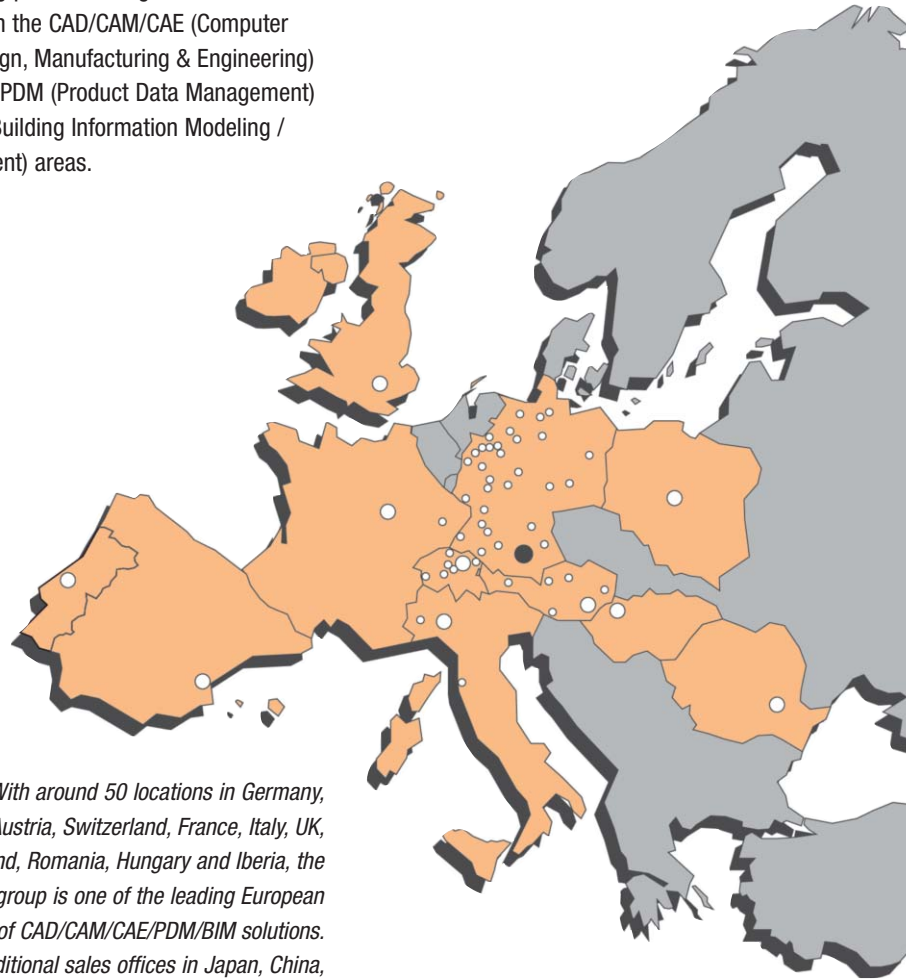 n the CAD/CAM/CAE (Computer
gn, Manufacturing & Engineering)
PDM (Product Data Management)
Building Information Modeling /
ent) areas.
With around 50 locations in Germany,
Austria, Switzerland, France, Italy, UK,
nd, Romania, Hungary and Iberia, the
group is one of the leading European
of CAD/CAM/CAE/PDM/BIM solutions.
ditional sales offices in Japan, China,